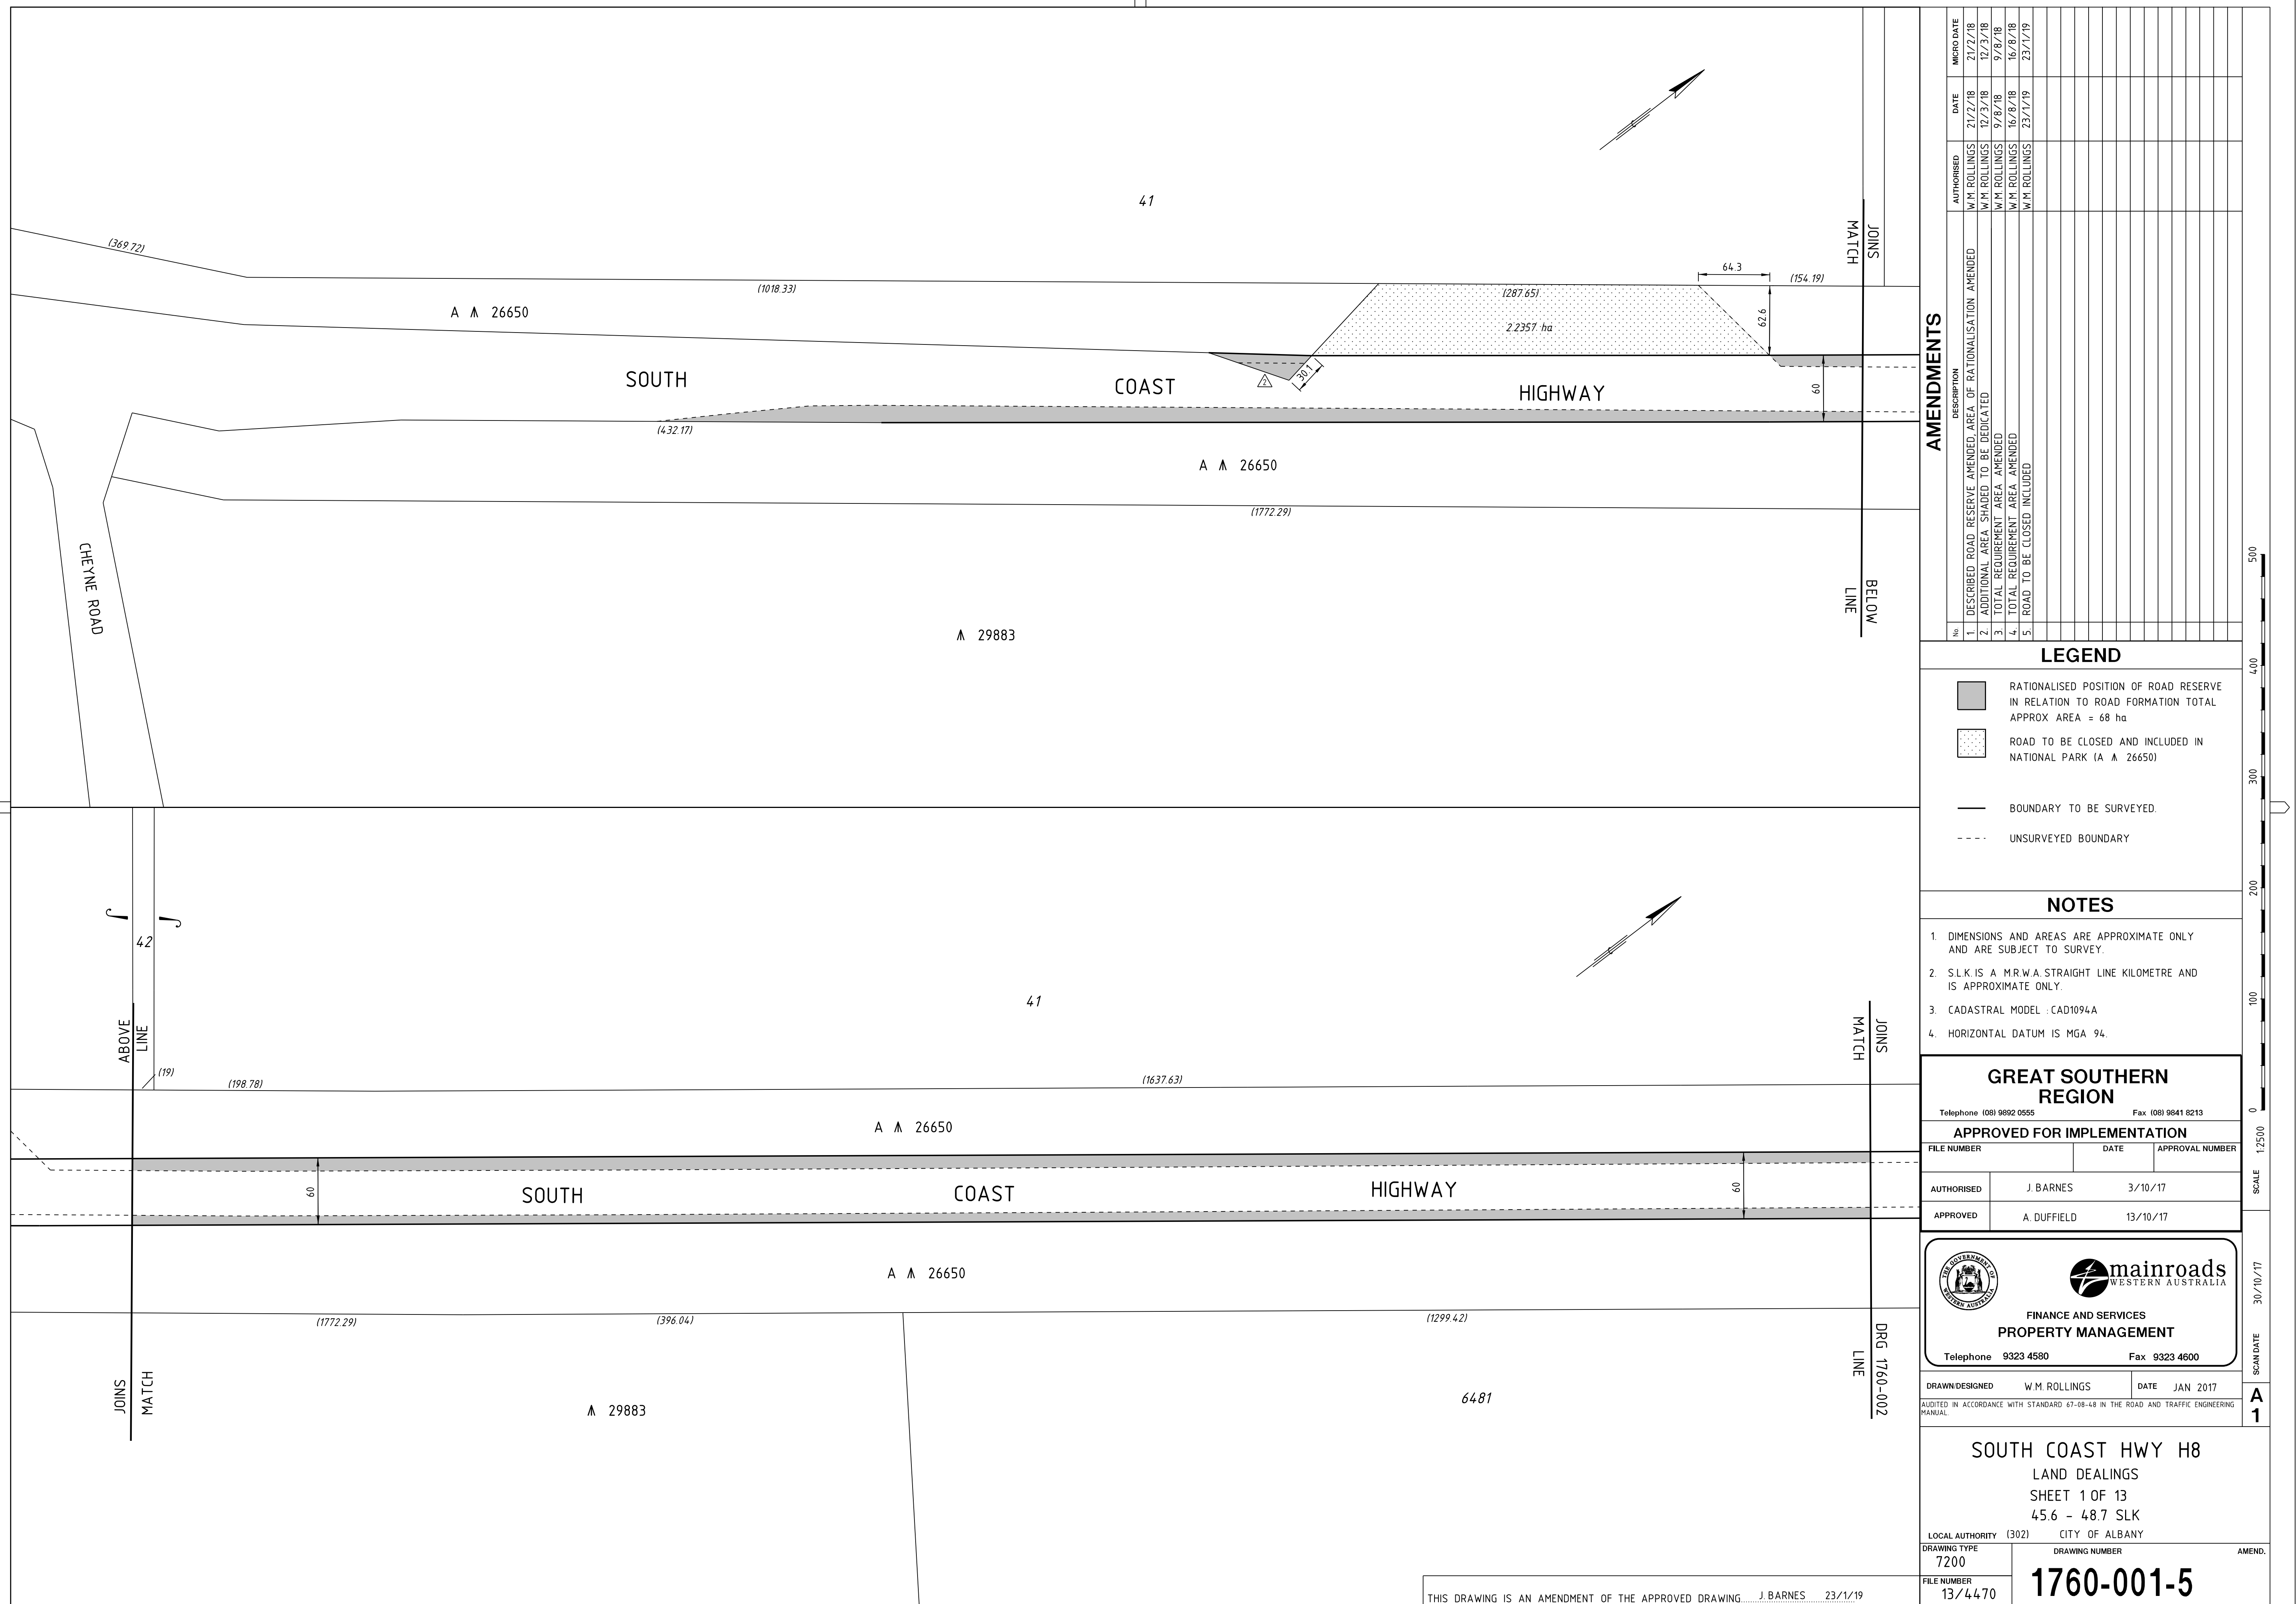 41
(369.72)
(1018.33)
A 26650
64.3
(154.19)
(287.65)
2.2357 ha
62.6
JOINS
MATCH
SOUTH COAST HIGHWAY
2
30.1
60
(432.17)
A 26650
(1772.29)
CHEYNE ROAD
29883
BELOW
LINE
42
41
ABOVE
LINE
(19)
(198.78)
(1637.63)
JOINS
MATCH
A 26650
60
SOUTH COAST HIGHWAY
60
A 26650
(1772.29)
(396.04)
(1299.42)
JOINS
MATCH
29883
6481
DRG 1760-002
LINE
THIS DRAWING IS AN AMENDMENT OF THE APPROVED DRAWING J. BARNES 23/1/19
AMENDMENTS
No DESCRIPTION AUTHORISED DATE MICRO DATE
1. DESCRIBED ROAD RESERVE AMENDED, AREA OF RATIONALISATION AMENDED W.M. ROLLINGS 21/2/18 21/2/18
2. ADDITIONAL AREA SHADED TO BE DEDICATED W.M. ROLLINGS 12/3/18 12/3/18
3. TOTAL REQUIREMENT AREA AMENDED W.M. ROLLINGS 9/8/18 9/8/18
4. TOTAL REQUIREMENT AREA AMENDED W.M. ROLLINGS 16/8/18 16/8/18
5. ROAD TO BE CLOSED INCLUDED W.M. ROLLINGS 23/1/19 23/1/19
LEGEND
RATIONALISED POSITION OF ROAD RESERVE
IN RELATION TO ROAD FORMATION TOTAL
APPROX AREA = 68 ha
ROAD TO BE CLOSED AND INCLUDED IN
NATIONAL PARK (A 26650)
BOUNDARY TO BE SURVEYED.
UNSURVEYED BOUNDARY
NOTES
1. DIMENSIONS AND AREAS ARE APPROXIMATE ONLY
AND ARE SUBJECT TO SURVEY.
2. S.L.K. IS A M.R.W.A. STRAIGHT LINE KILOMETRE AND
IS APPROXIMATE ONLY.
3. CADASTRAL MODEL : CAD1094A
4. HORIZONTAL DATUM IS MGA 94.
GREAT SOUTHERN
REGION
Telephone (08) 9892 0555 Fax (08) 9841 8213
APPROVED FOR IMPLEMENTATION
FILE NUMBER DATE APPROVAL NUMBER
AUTHORISED J. BARNES 3/10/17
APPROVED A. DUFFIELD 13/10/17
THE GOVERNMENT OF WESTERN AUSTRALIA
mainroads
WESTERN AUSTRALIA
FINANCE AND SERVICES
PROPERTY MANAGEMENT
Telephone 9323 4580 Fax 9323 4600
DRAWN/DESIGNED W.M. ROLLINGS DATE JAN 2017
AUDITED IN ACCORDANCE WITH STANDARD 67-08-48 IN THE ROAD AND TRAFFIC ENGINEERING
MANUAL.
SOUTH COAST HWY H8
LAND DEALINGS
SHEET 1 OF 13
45.6 - 48.7 SLK
LOCAL AUTHORITY (302) CITY OF ALBANY
DRAWING TYPE
7200
FILE NUMBER
13/4470
DRAWING NUMBER AMEND.
1760-001-5
A
1
SCAN DATE 30/10/17
SCALE 1:2500 0 100 200 300 400 500